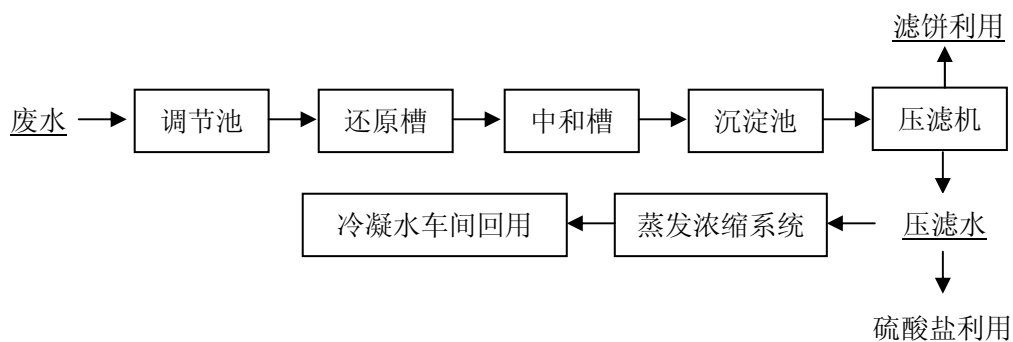 滤饼利用
废水
调节池
还原槽
中和槽
沉淀池
压滤机
冷凝水车间回用
蒸发浓缩系统
压滤水
硫酸盐利用